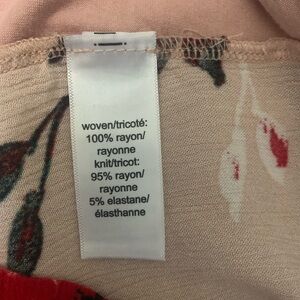 woven/tricoté:
100% rayon/
rayonne
knit/tricot:
95% rayon/
rayonne
5% elastane/
élasthanne